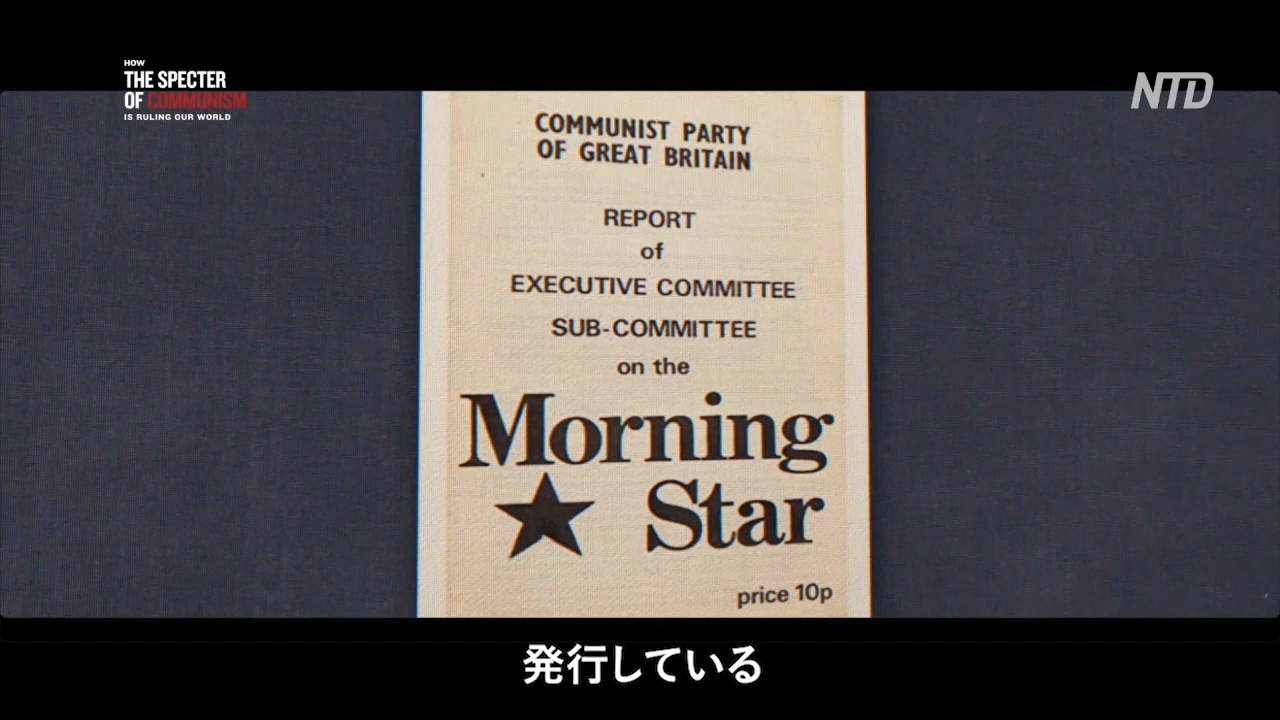 HOW
THE SPECTER
OF COMMUNISM
IS RULING OUR WORLD
NTD
COMMUNIST PARTY
OF GREAT BRITAIN
REPORT
of
EXECUTIVE COMMITTEE
SUB-COMMITTEE
on the
Morning
Star
price 10p
発行している